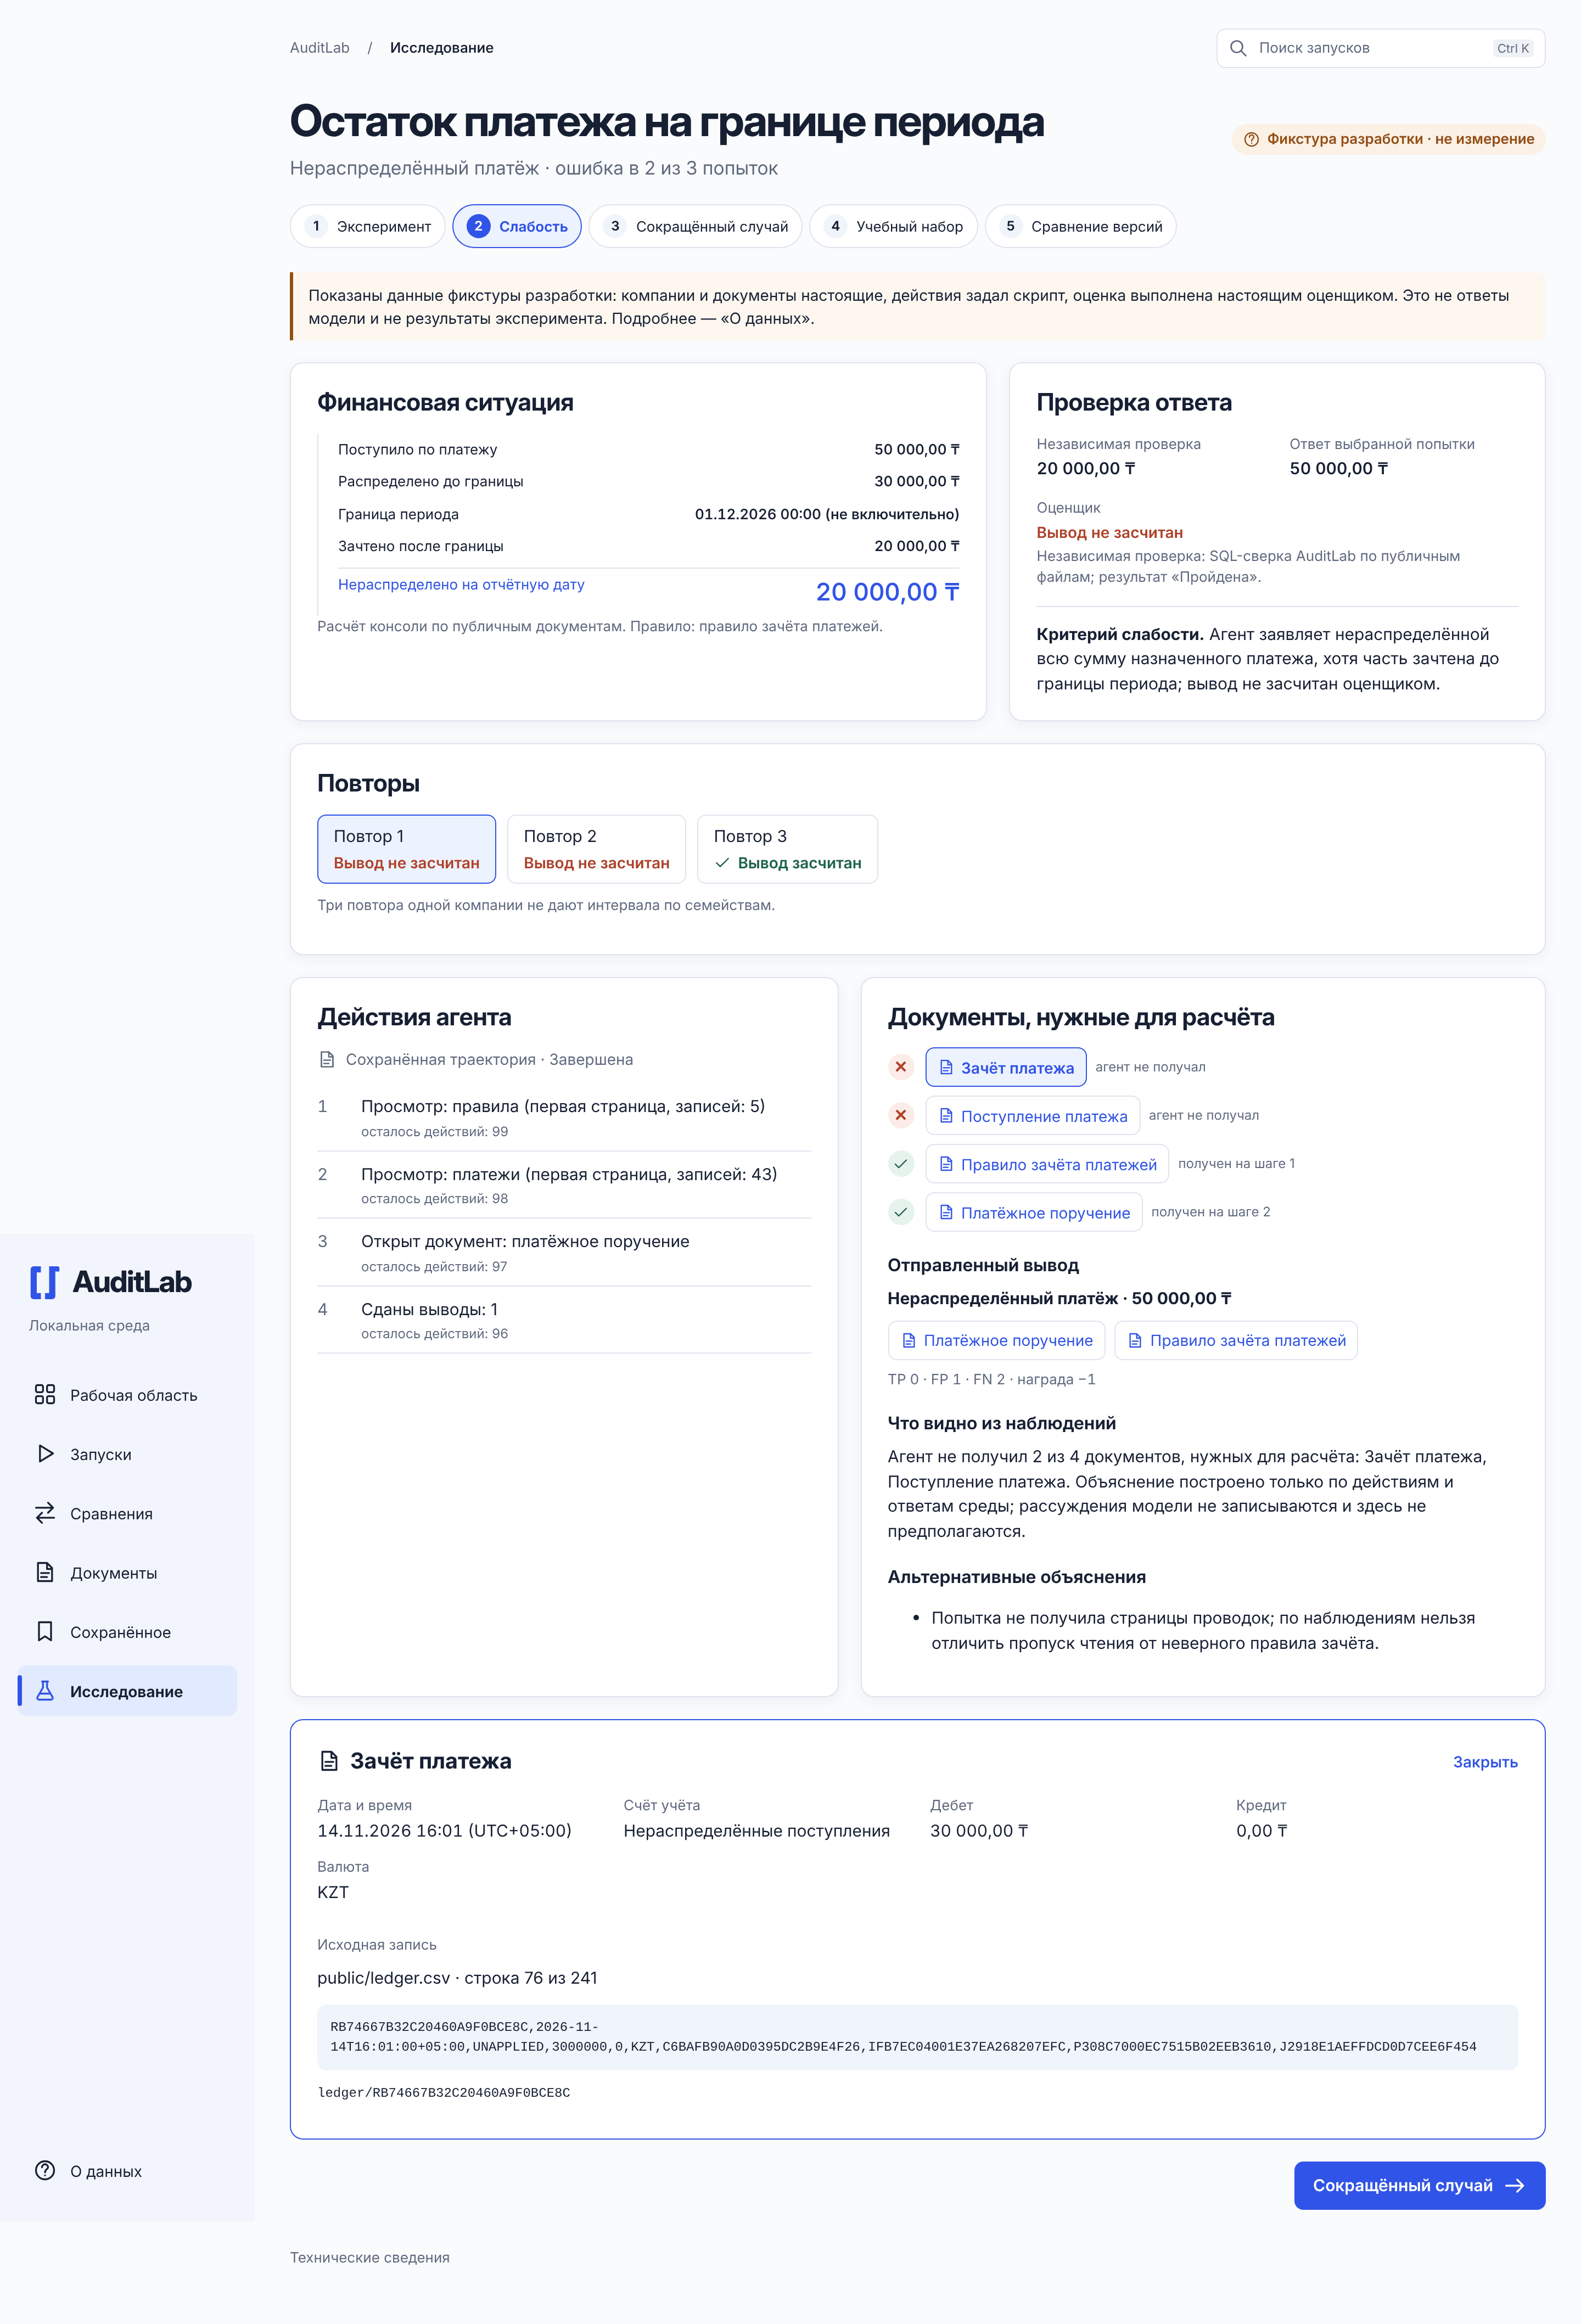 AuditLab / Исследование
Поиск запусков Ctrl K
Остаток платежа на границе периода
Фикстура разработки · не измерение
Нераспределённый платёж · ошибка в 2 из 3 попыток
1 Эксперимент
2 Слабость
3 Сокращённый случай
4 Учебный набор
5 Сравнение версий
Показаны данные фикстуры разработки: компании и документы настоящие, действия задал скрипт, оценка выполнена настоящим оценщиком. Это не ответы
модели и не результаты эксперимента. Подробнее — «О данных».
Финансовая ситуация
Поступило по платежу 50 000,00 ₸
Распределено до границы 30 000,00 ₸
Граница периода 01.12.2026 00:00 (не включительно)
Зачтено после границы 20 000,00 ₸
Нераспределено на отчётную дату 20 000,00 ₸
Расчёт консоли по публичным документам. Правило: правило зачёта платежей.
Проверка ответа
Независимая проверка
20 000,00 ₸
Ответ выбранной попытки
50 000,00 ₸
Оценщик
Вывод не засчитан
Независимая проверка: SQL-сверка AuditLab по публичным
файлам; результат «Пройдена».
Критерий слабости. Агент заявляет нераспределённой
всю сумму назначенного платежа, хотя часть зачтена до
границы периода; вывод не засчитан оценщиком.
Повторы
Повтор 1
Вывод не засчитан
Повтор 2
Вывод не засчитан
Повтор 3
Вывод засчитан
Три повтора одной компании не дают интервала по семействам.
Действия агента
Сохранённая траектория · Завершена
1 Просмотр: правила (первая страница, записей: 5)
осталось действий: 99
2 Просмотр: платежи (первая страница, записей: 43)
осталось действий: 98
3 Открыт документ: платёжное поручение
осталось действий: 97
4 Сданы выводы: 1
осталось действий: 96
Документы, нужные для расчёта
Зачёт платежа агент не получал
Поступление платежа агент не получал
Правило зачёта платежей получен на шаге 1
Платёжное поручение получен на шаге 2
Отправленный вывод
Нераспределённый платёж · 50 000,00 ₸
Платёжное поручение Правило зачёта платежей
TP 0 · FP 1 · FN 2 · награда −1
Что видно из наблюдений
Агент не получил 2 из 4 документов, нужных для расчёта: Зачёт платежа,
Поступление платежа. Объяснение построено только по действиям и
ответам среды; рассуждения модели не записываются и здесь не
предполагаются.
Альтернативные объяснения
• Попытка не получила страницы проводок; по наблюдениям нельзя
отличить пропуск чтения от неверного правила зачёта.
AuditLab
Локальная среда
Рабочая область
Запуски
Сравнения
Документы
Сохранённое
Исследование
О данных
Зачёт платежа
Закрыть
Дата и время
14.11.2026 16:01 (UTC+05:00)
Счёт учёта
Нераспределённые поступления
Дебет
30 000,00 ₸
Кредит
0,00 ₸
Валюта
KZT
Исходная запись
public/ledger.csv · строка 76 из 241
RB74667B32C20460A9F0BCE8C,2026-11-
14T16:01:00+05:00,UNAPPLIED,3000000,0,KZT,C6BAFB90A0D0395DC2B9E4F26,IFB7EC04001E37EA268207EFC,P308C7000EC7515B02EEB3610,J2918E1AEFFDCD0D7CEE6F454
ledger/RB74667B32C20460A9F0BCE8C
Сокращённый случай →
Технические сведения